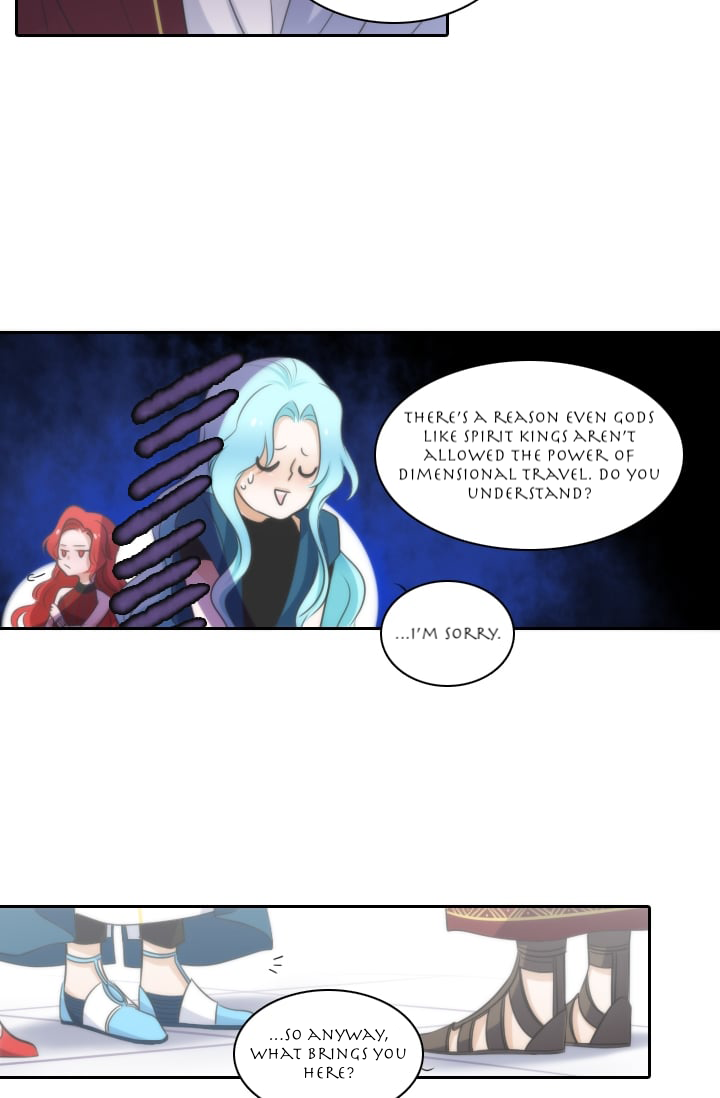 THERE'S A REASON EVEN GODS
LIKE SPIRIT KINGS AREN'T
ALLOWED THE POWER OF
DIMENSIONAL TRAVEL. DO YOU
UNDERSTAND?
...I'M SORRY.
...SO ANYWAY,
WHAT BRINGS YOU
HERE?